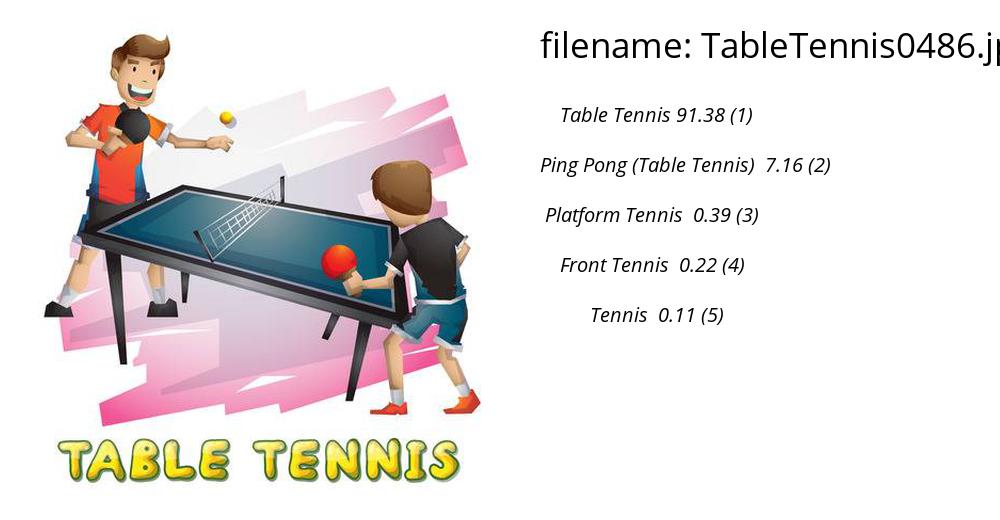 filename: TableTennis0486.jp
Table Tennis 91.38 (1)
Ping Pong (Table Tennis) 7.16 (2)
Platform Tennis 0.39 (3)
Front Tennis 0.22 (4)
Tennis 0.11 (5)
TABLE TENNIS